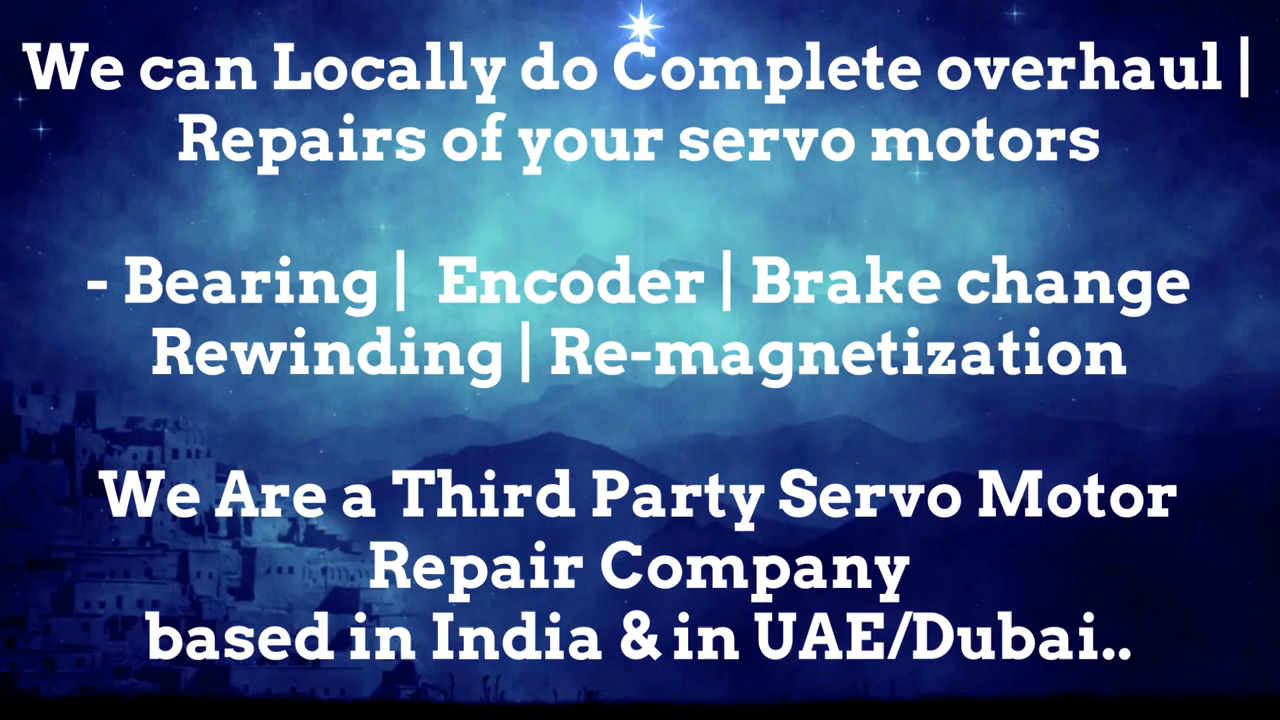 We can Locally do Complete overhaul |
Repairs of your servo motors
- Bearing | Encoder | Brake change
Rewinding | Re-magnetization
We Are a Third Party Servo Motor
Repair Company
based in India & in UAE/Dubai..